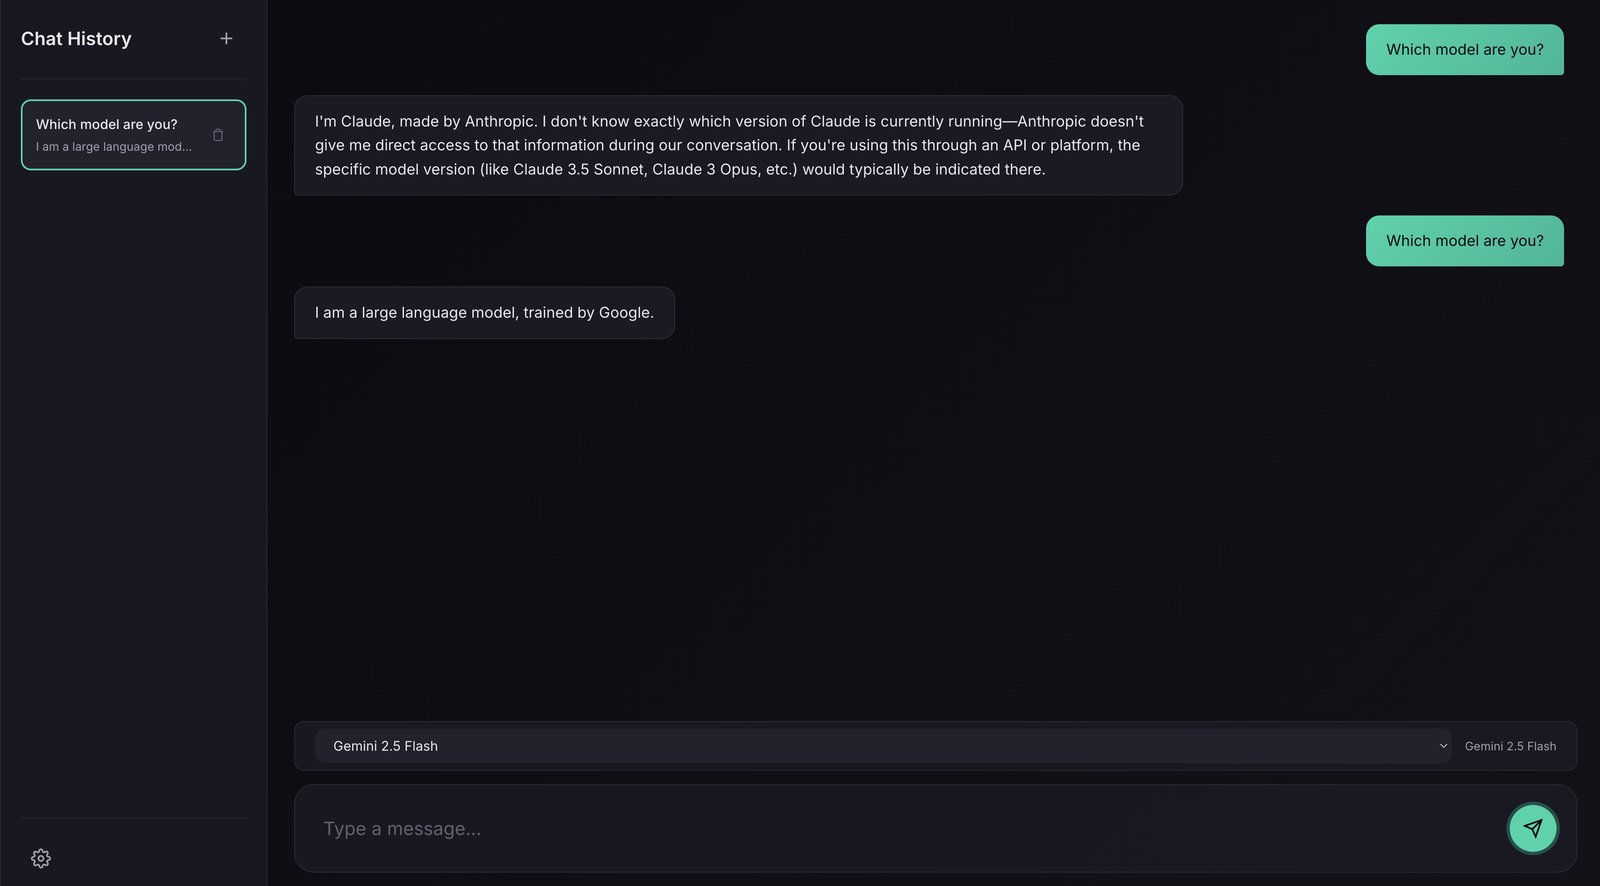 Chat History
Which model are you?
I am a large language mod...
Which model are you?
I'm Claude, made by Anthropic. I don't know exactly which version of Claude is currently running—Anthropic doesn't
give me direct access to that information during our conversation. If you're using this through an API or platform, the
specific model version (like Claude 3.5 Sonnet, Claude 3 Opus, etc.) would typically be indicated there.
Which model are you?
I am a large language model, trained by Google.
Gemini 2.5 Flash
Gemini 2.5 Flash
Type a message...